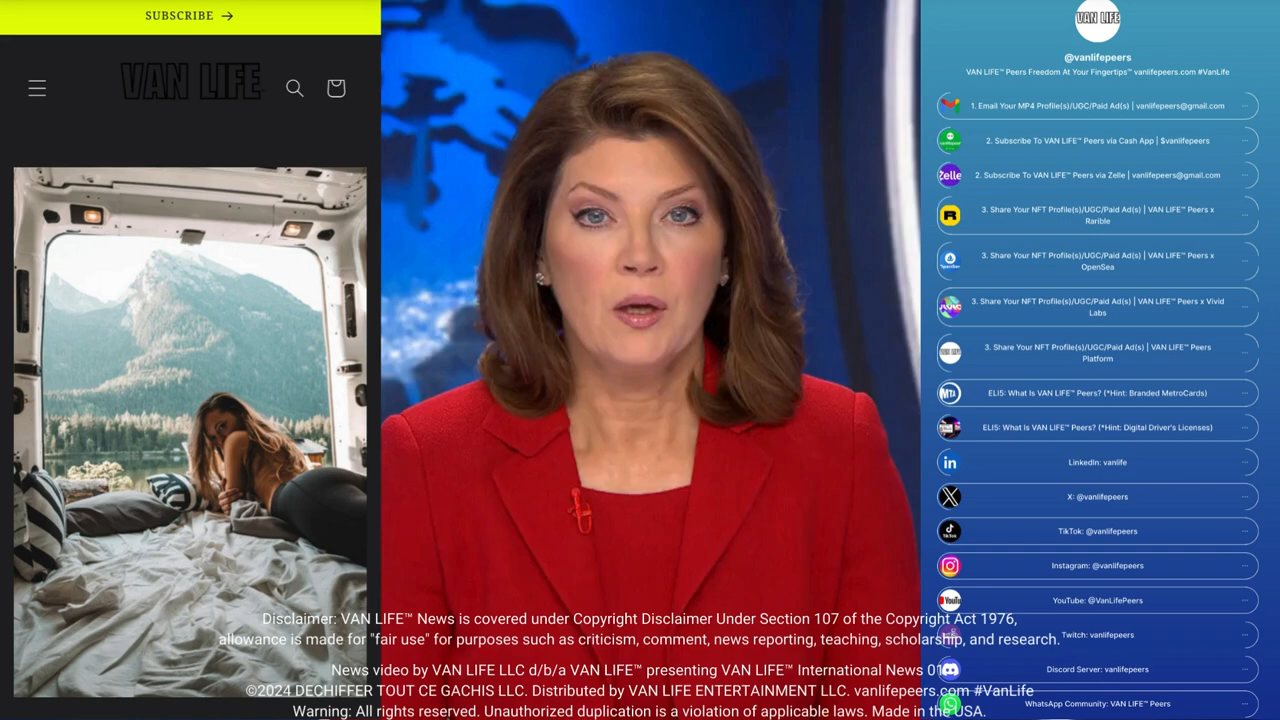 SUBSCRIBE →
VAN LIFE
VAN LIFE
@vanlifepeers
VAN LIFE™ Peers Freedom At Your Fingertips™ vanlifepeers.com #VanLife
1. Email Your MP4 Profile(s)/UGC/Paid Ad(s) | vanlifepeers@gmail.com
2. Subscribe To VAN LIFE™ Peers via Cash App | $vanlifepeers
Zelle
2. Subscribe To VAN LIFE™ Peers via Zelle | vanlifepeers@gmail.com
3. Share Your NFT Profile(s)/UGC/Paid Ad(s) | VAN LIFE™ Peers x
Rarible
OpenSea
3. Share Your NFT Profile(s)/UGC/Paid Ad(s) | VAN LIFE™ Peers x
OpenSea
3. Share Your NFT Profile(s)/UGC/Paid Ad(s) | VAN LIFE™ Peers x Vivid
Labs
VAN LIFE
3. Share Your NFT Profile(s)/UGC/Paid Ad(s) | VAN LIFE™ Peers
Platform
MTA
ELI5: What Is VAN LIFE™ Peers? (*Hint: Branded MetroCards)
ELI5: What Is VAN LIFE™ Peers? (*Hint: Digital Driver's Licenses)
in
LinkedIn: vanlife
X: @vanlifepeers
TikTok
TikTok: @vanlifepeers
Instagram: @vanlifepeers
YouTube: @VanLifePeers
Twitch: vanlifepeers
Discord Server: vanlifepeers
WhatsApp Community: VAN LIFE™ Peers
Disclaimer: VAN LIFE™ News is covered under Copyright Disclaimer Under Section 107 of the Copyright Act 1976,
allowance is made for "fair use" for purposes such as criticism, comment, news reporting, teaching, scholarship, and research.
News video by VAN LIFE LLC d/b/a VAN LIFE™ presenting VAN LIFE™ International News
©2024 DECHIFFER TOUT CE GACHIS LLC. Distributed by VAN LIFE ENTERTAINMENT LLC. vanlifepeers.com #VanLife
Warning: All rights reserved. Unauthorized duplication is a violation of applicable laws. Made in the USA.